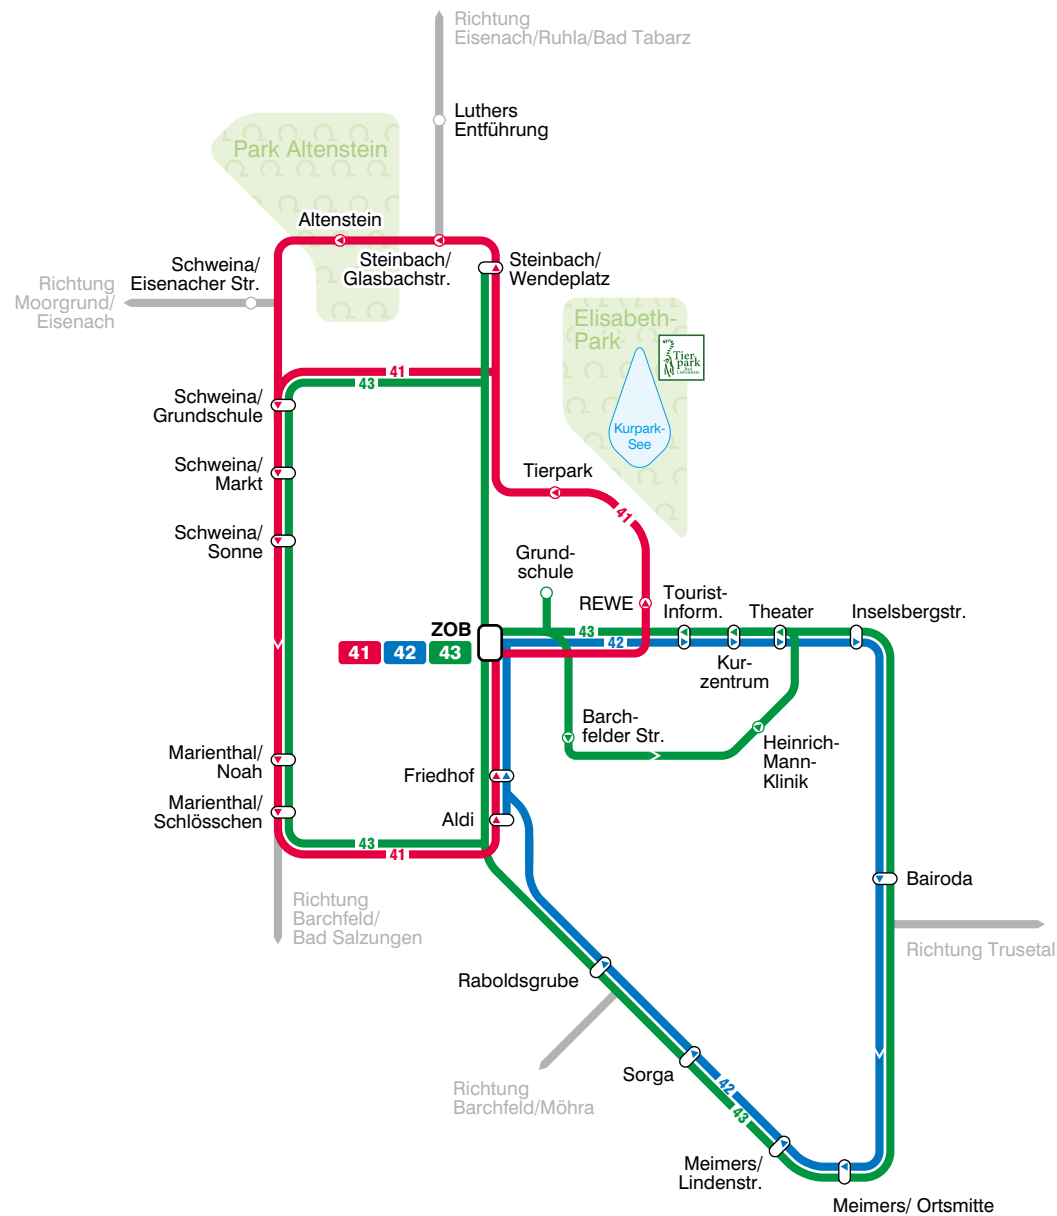 Richtung
Eisenach/Ruhla/Bad Tabarz
Luthers
Entführung
Park Altenstein
Altenstein
Steinbach/
Glasbachstr.
Steinbach/
Wendeplatz
Schweina/
Eisenacher Str.
Richtung
Moorgrund/
Eisenach
Elisabeth-
Park
Tier
park
Bad
Liebenstein
Kurpark-
See
41
43
Schweina/
Grundschule
Schweina/
Markt
Schweina/
Sonne
Tierpark
41
Grund-
schule
REWE
Tourist-
Inform.
Theater
Inselsbergstr.
ZOB
41 42 43
43
42
Kur-
zentrum
Barch-
felder Str.
Heinrich-
Mann-
Klinik
Marienthal/
Noah
Friedhof
Marienthal/
Schlösschen
Aldi
43
41
Bairoda
Richtung
Barchfeld/
Bad Salzungen
Richtung Trusetal
Raboldsgrube
Sorga
42
43
Richtung
Barchfeld/Möhra
Meimers/
Lindenstr.
Meimers/ Ortsmitte